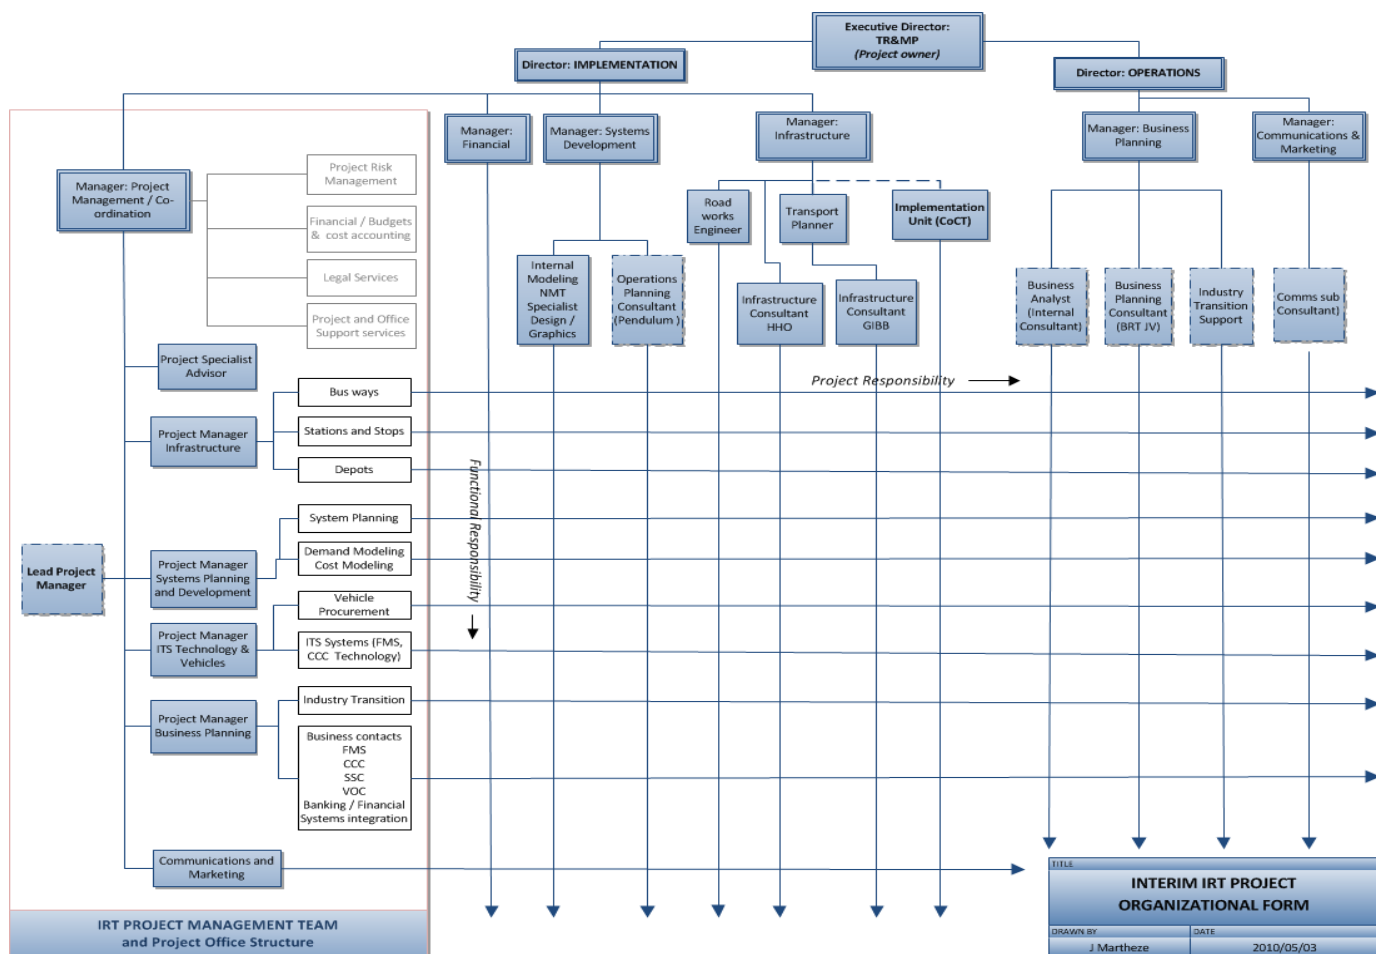 Executive Director:
TR&MP
(Project owner)
Director: IMPLEMENTATION
Director: OPERATIONS
Manager:
Financial
Manager: Systems
Development
Manager:
Infrastructure
Manager: Business
Planning
Manager:
Communications &
Marketing
Manager: Project
Management / Co-
ordination
Project Risk
Management
Financial / Budgets
& cost accounting
Legal Services
Project and Office
Support services
Road
works
Engineer
Transport
Planner
Implementation
Unit (CoCT)
Internal
Modeling
NMT
Specialist
Design /
Graphics
Operations
Planning
Consultant
(Pendulum )
Infrastructure
Consultant
HHO
Infrastructure
Consultant
GIBB
Business
Analyst
(Internal
Consultant)
Business
Planning
Consultant
(BRT JV)
Industry
Transition
Support
Comms sub
Consultant)
Project Specialist
Advisor
Project Responsibility
Functional Responsibility
Project Manager
Infrastructure
Bus ways
Stations and Stops
Depots
Lead Project
Manager
Project Manager
Systems Planning
and Development
System Planning
Demand Modeling
Cost Modeling
Project Manager
ITS Technology &
Vehicles
Vehicle
Procurement
ITS Systems (FMS,
CCC Technology)
Project Manager
Business Planning
Industry Transition
Business contacts
FMS
CCC
SSC
VOC
Banking / Financial
Systems integration
Communications and
Marketing
IRT PROJECT MANAGEMENT TEAM
and Project Office Structure
TITLE
INTERIM IRT PROJECT
ORGANIZATIONAL FORM
DRAWN BY
J Martheze
DATE
2010/05/03